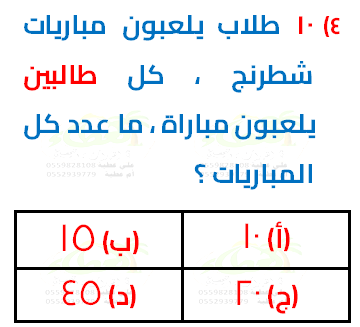 ٤) ١٠ طلاب يلعبون مباريات
شطرنج ، كل طالبين
يلعبون مباراة ، ما عدد كل
المباريات ؟
(أ) ١٠
(ب) ١٥
(ج) ٢٠
(د) ٤٥